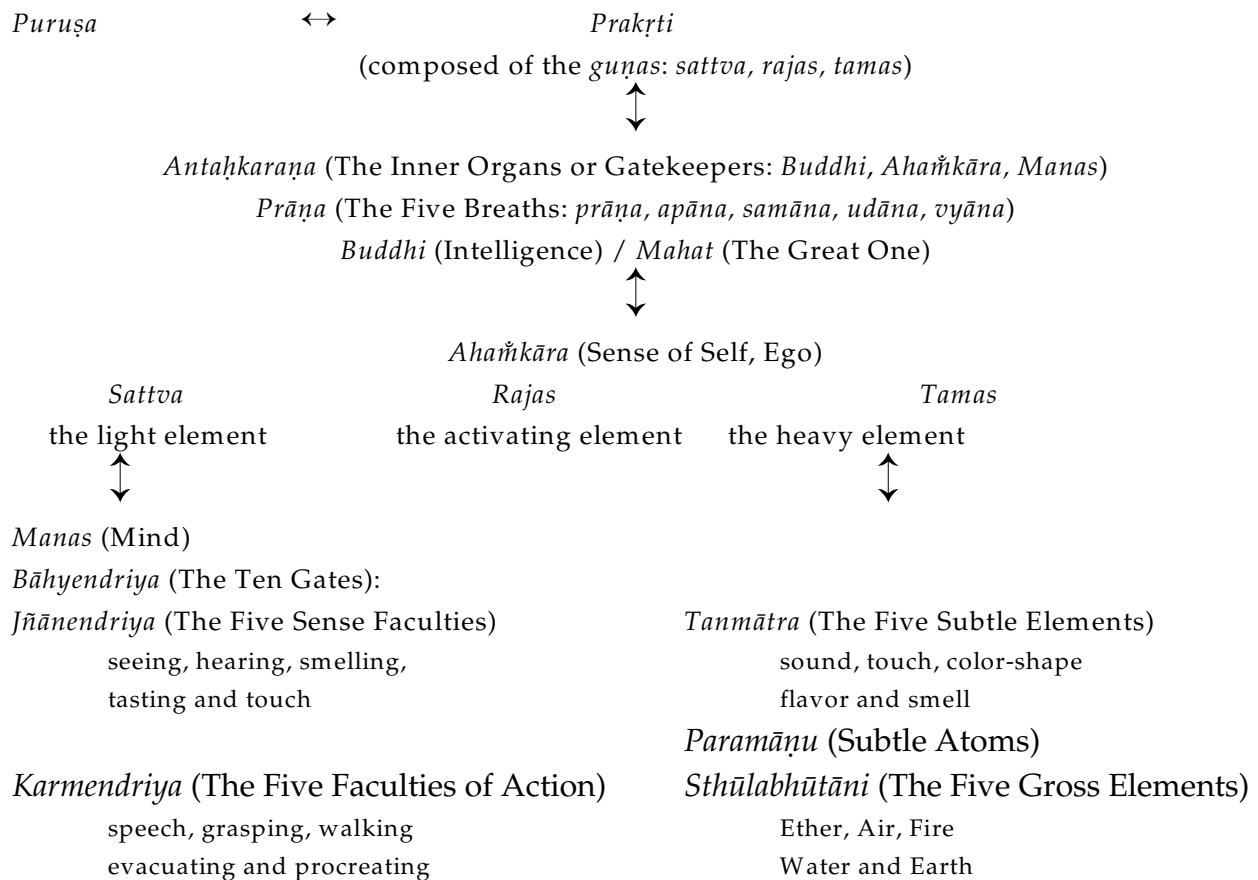 Puruṣa ↔ Prakṛti
(composed of the guṇas: sattva, rajas, tamas)
Antaḥkaraṇa (The Inner Organs or Gatekeepers: Buddhi, Ahaṁ̊kāra, Manas)
Prāṇa (The Five Breaths: prāṇa, apāna, samāna, udāna, vyāna)
Buddhi (Intelligence) / Mahat (The Great One)
Ahaṁ̊kāra (Sense of Self, Ego)
Sattva Rajas Tamas
the light element the activating element the heavy element
Manas (Mind)
Bāhyendriya (The Ten Gates):
Jñānendriya (The Five Sense Faculties) Tanmātra (The Five Subtle Elements)
seeing, hearing, smelling, sound, touch, color-shape
tasting and touch flavor and smell
Paramāṇu (Subtle Atoms)
Karmendriya (The Five Faculties of Action) Sthūlabhūtāni (The Five Gross Elements)
speech, grasping, walking Ether, Air, Fire
evacuating and procreating Water and Earth